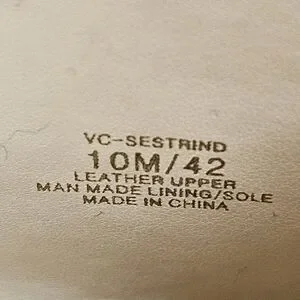 VC-SESTRIND
10M/42
LEATHER UPPER
MAN MADE LINING/SOLE
MADE IN CHINA